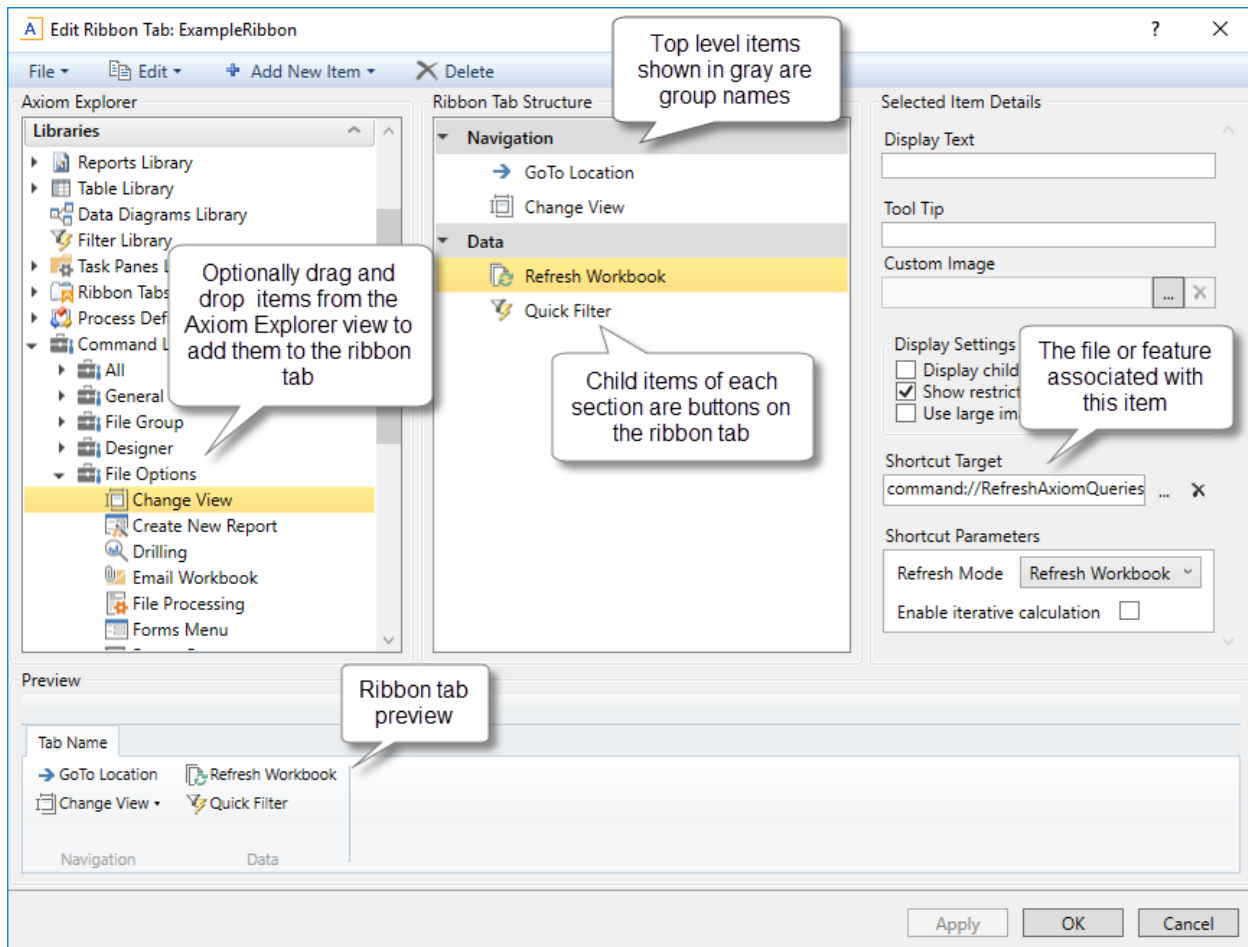 A Edit Ribbon Tab: ExampleRibbon ? 
File Edit Add New Item Delete
Axiom Explorer
Libraries
Reports Library
Table Library
Data Diagrams Library
Filter Library
Task Panes
Ribbon Tabs
Process
Command
All
General
File Group
Designer
File Options
Change View
Create New Report
Drilling
Email Workbook
File Processing
Forms Menu
Optionally drag and
drop items from the
Axiom Explorer view to
add them to the ribbon
tab
Ribbon Tab Structure
Navigation
GoTo Location
Change View
Data
Refresh Workbook
Quick Filter
Top level items
shown in gray are
group names
Child items of each
section are buttons on
the ribbon tab
Selected Item Details
Display Text
Tool Tip
Custom Image
...
Display Settings
Display child
Show
Use large
The file or feature
associated with
this item
Shortcut Target
command://RefreshAxiomQueries ...
Shortcut Parameters
Refresh Mode Refresh Workbook
Enable iterative calculation
Preview
Ribbon tab
preview
Tab Name
GoTo Location Refresh Workbook
Change View Quick Filter
Navigation Data
Apply OK Cancel